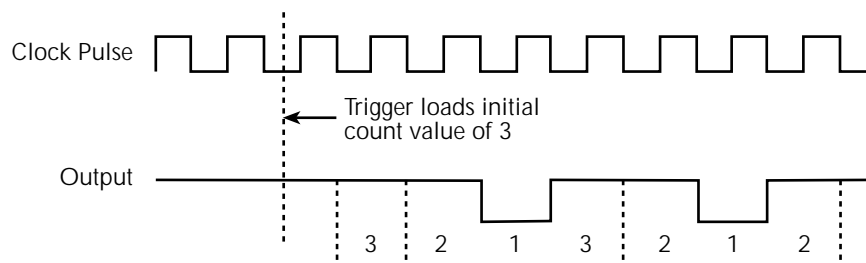 Clock Pulse
Trigger loads initial
count value of 3
Output
3 2 1 3 2 1 2